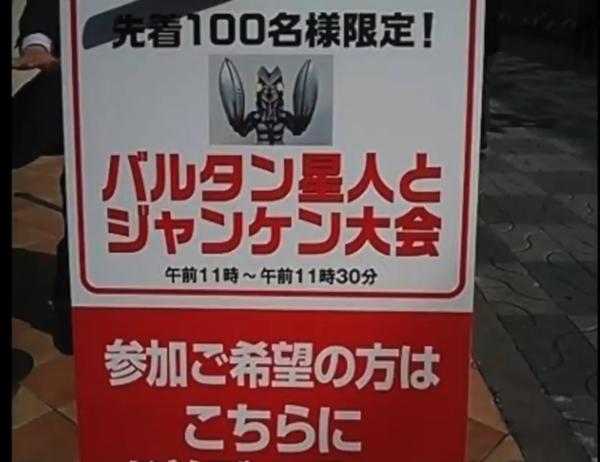 先着100名様限定！
バルタン星人と
ジャンケン大会
午前11時～午前11時30分
参加ご希望の方は
こちらに